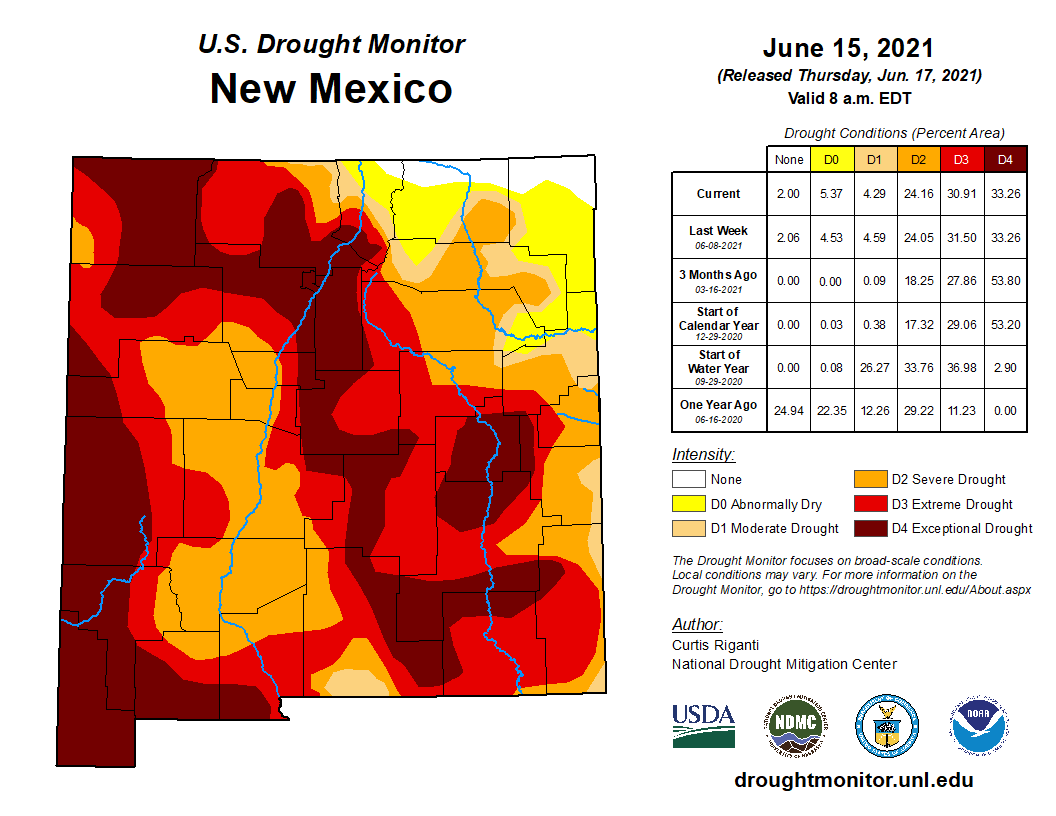 U.S. Drought Monitor
New Mexico
June 15, 2021
(Released Thursday, Jun. 17, 2021)
Valid 8 a.m. EDT
Drought Conditions (Percent Area)
None D0 D1 D2 D3 D4
Current 2.00 5.37 4.29 24.16 30.91 33.26
Last Week
06-08-2021 2.06 4.53 4.59 24.05 31.50 33.26
3 Months Ago
03-16-2021 0.00 0.00 0.09 18.25 27.86 53.80
Start of
Calendar Year
12-29-2020 0.00 0.03 0.38 17.32 29.06 53.20
Start of
Water Year
09-29-2020 0.00 0.08 26.27 33.76 36.98 2.90
One Year Ago
06-16-2020 24.94 22.35 12.26 29.22 11.23 0.00
Intensity:
None
D0 Abnormally Dry
D1 Moderate Drought
D2 Severe Drought
D3 Extreme Drought
D4 Exceptional Drought
The Drought Monitor focuses on broad-scale conditions.
Local conditions may vary. For more information on the
Drought Monitor, go to https://droughtmonitor.unl.edu/About.aspx
Author:
Curtis Riganti
National Drought Mitigation Center
USDA
NDMC
NOAA
droughtmonitor.unl.edu